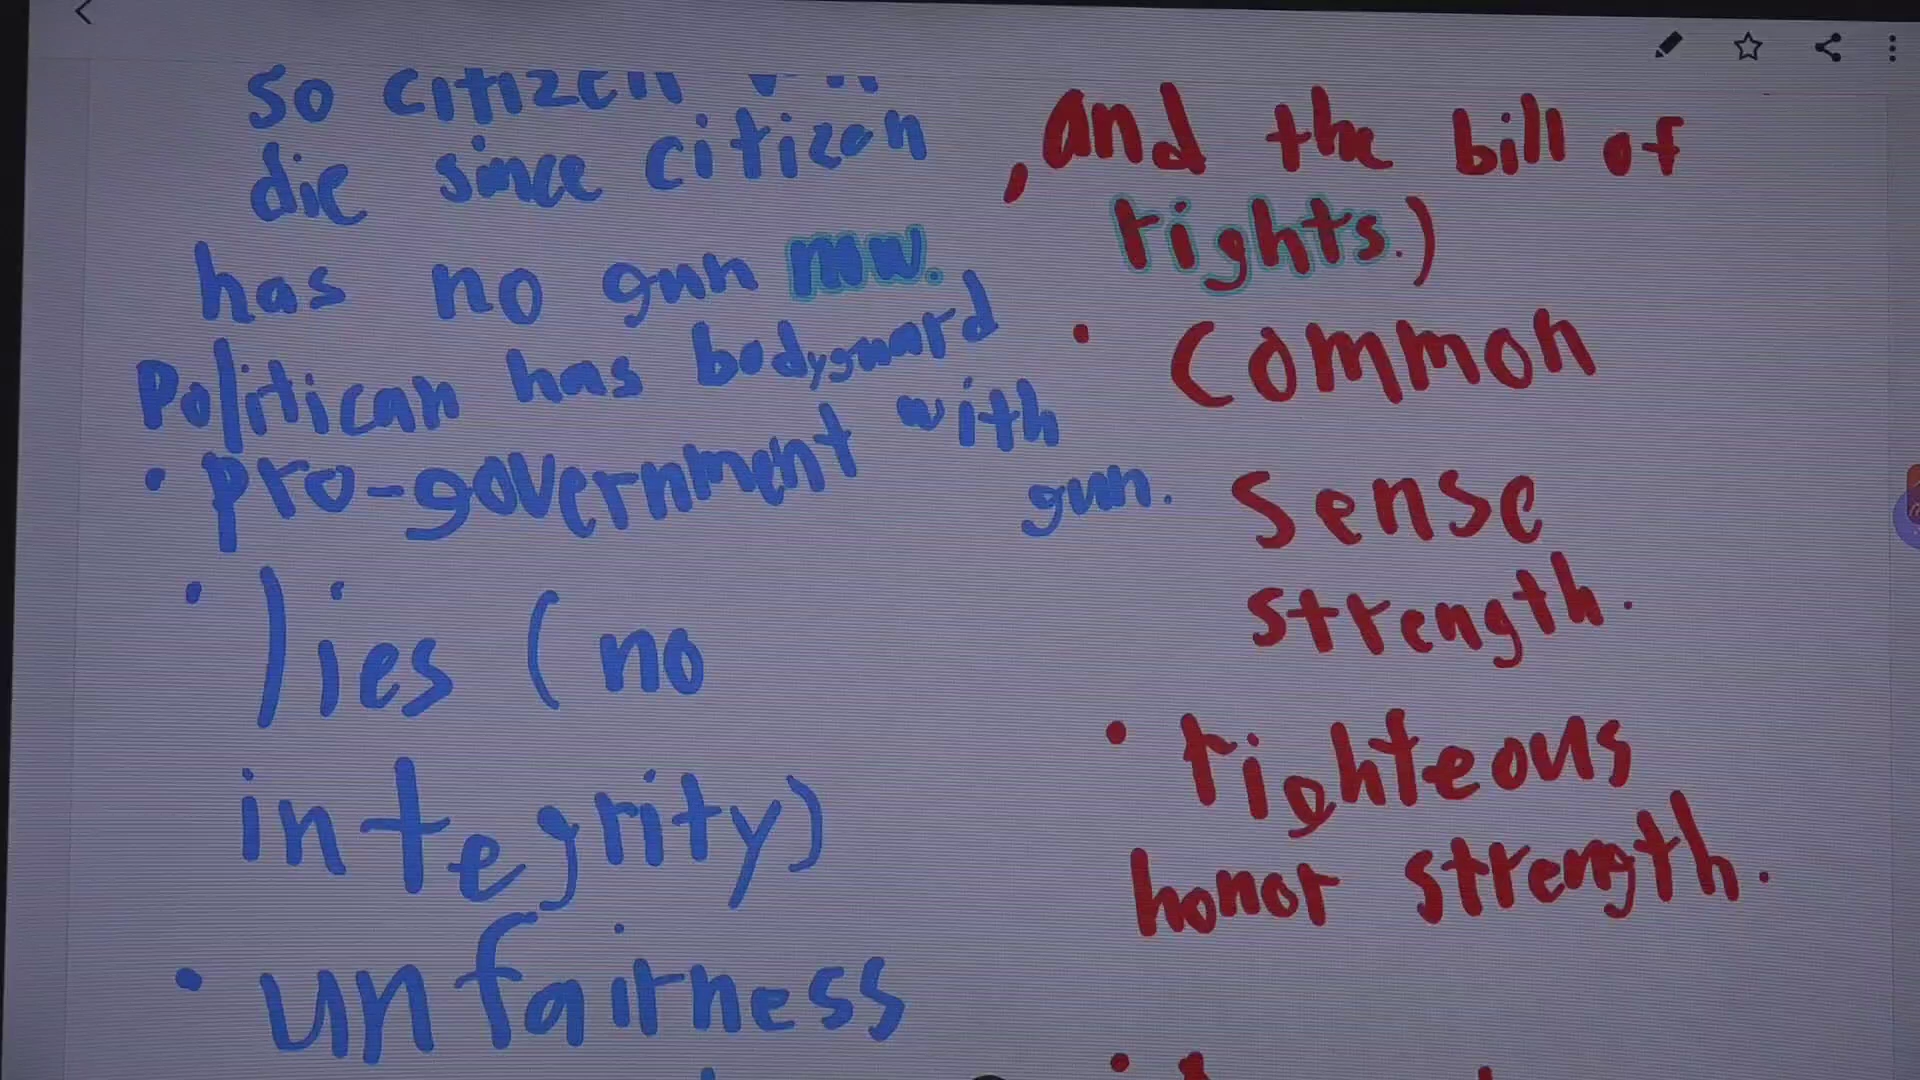 so citizen
die since citizen
has no gun now.
Politican has bodyguard
with
gun.
• pro-government
• lies (no
integrity)
• unfairness
, and the bill of
rights.)
• Common
sense
strength.
• righteous
honor strength.